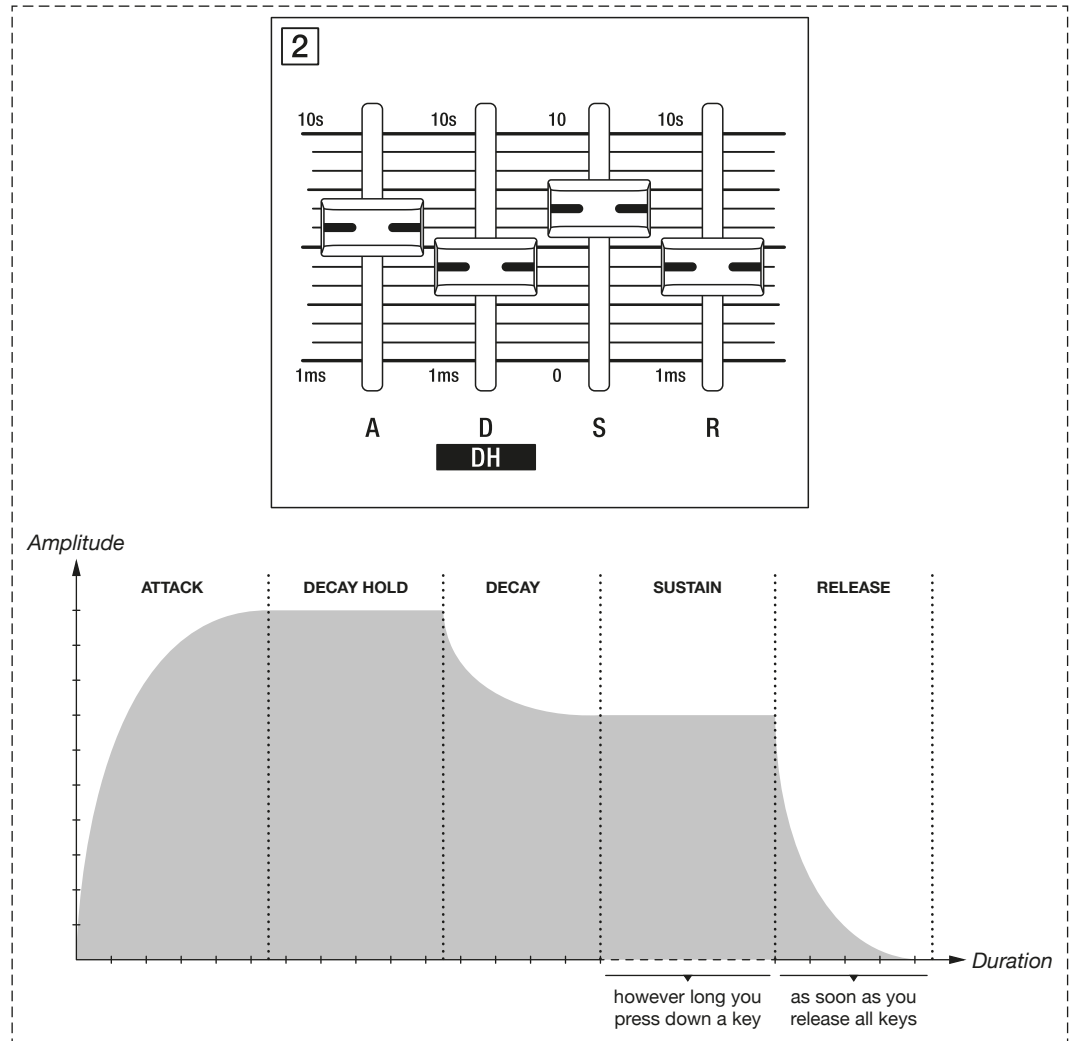 2
10s 10s 10 10s
1ms 1ms 0 1ms
A D S R
DH
Amplitude
ATTACK DECAY HOLD DECAY SUSTAIN RELEASE
Duration
however long you
press down a key
as soon as you
release all keys